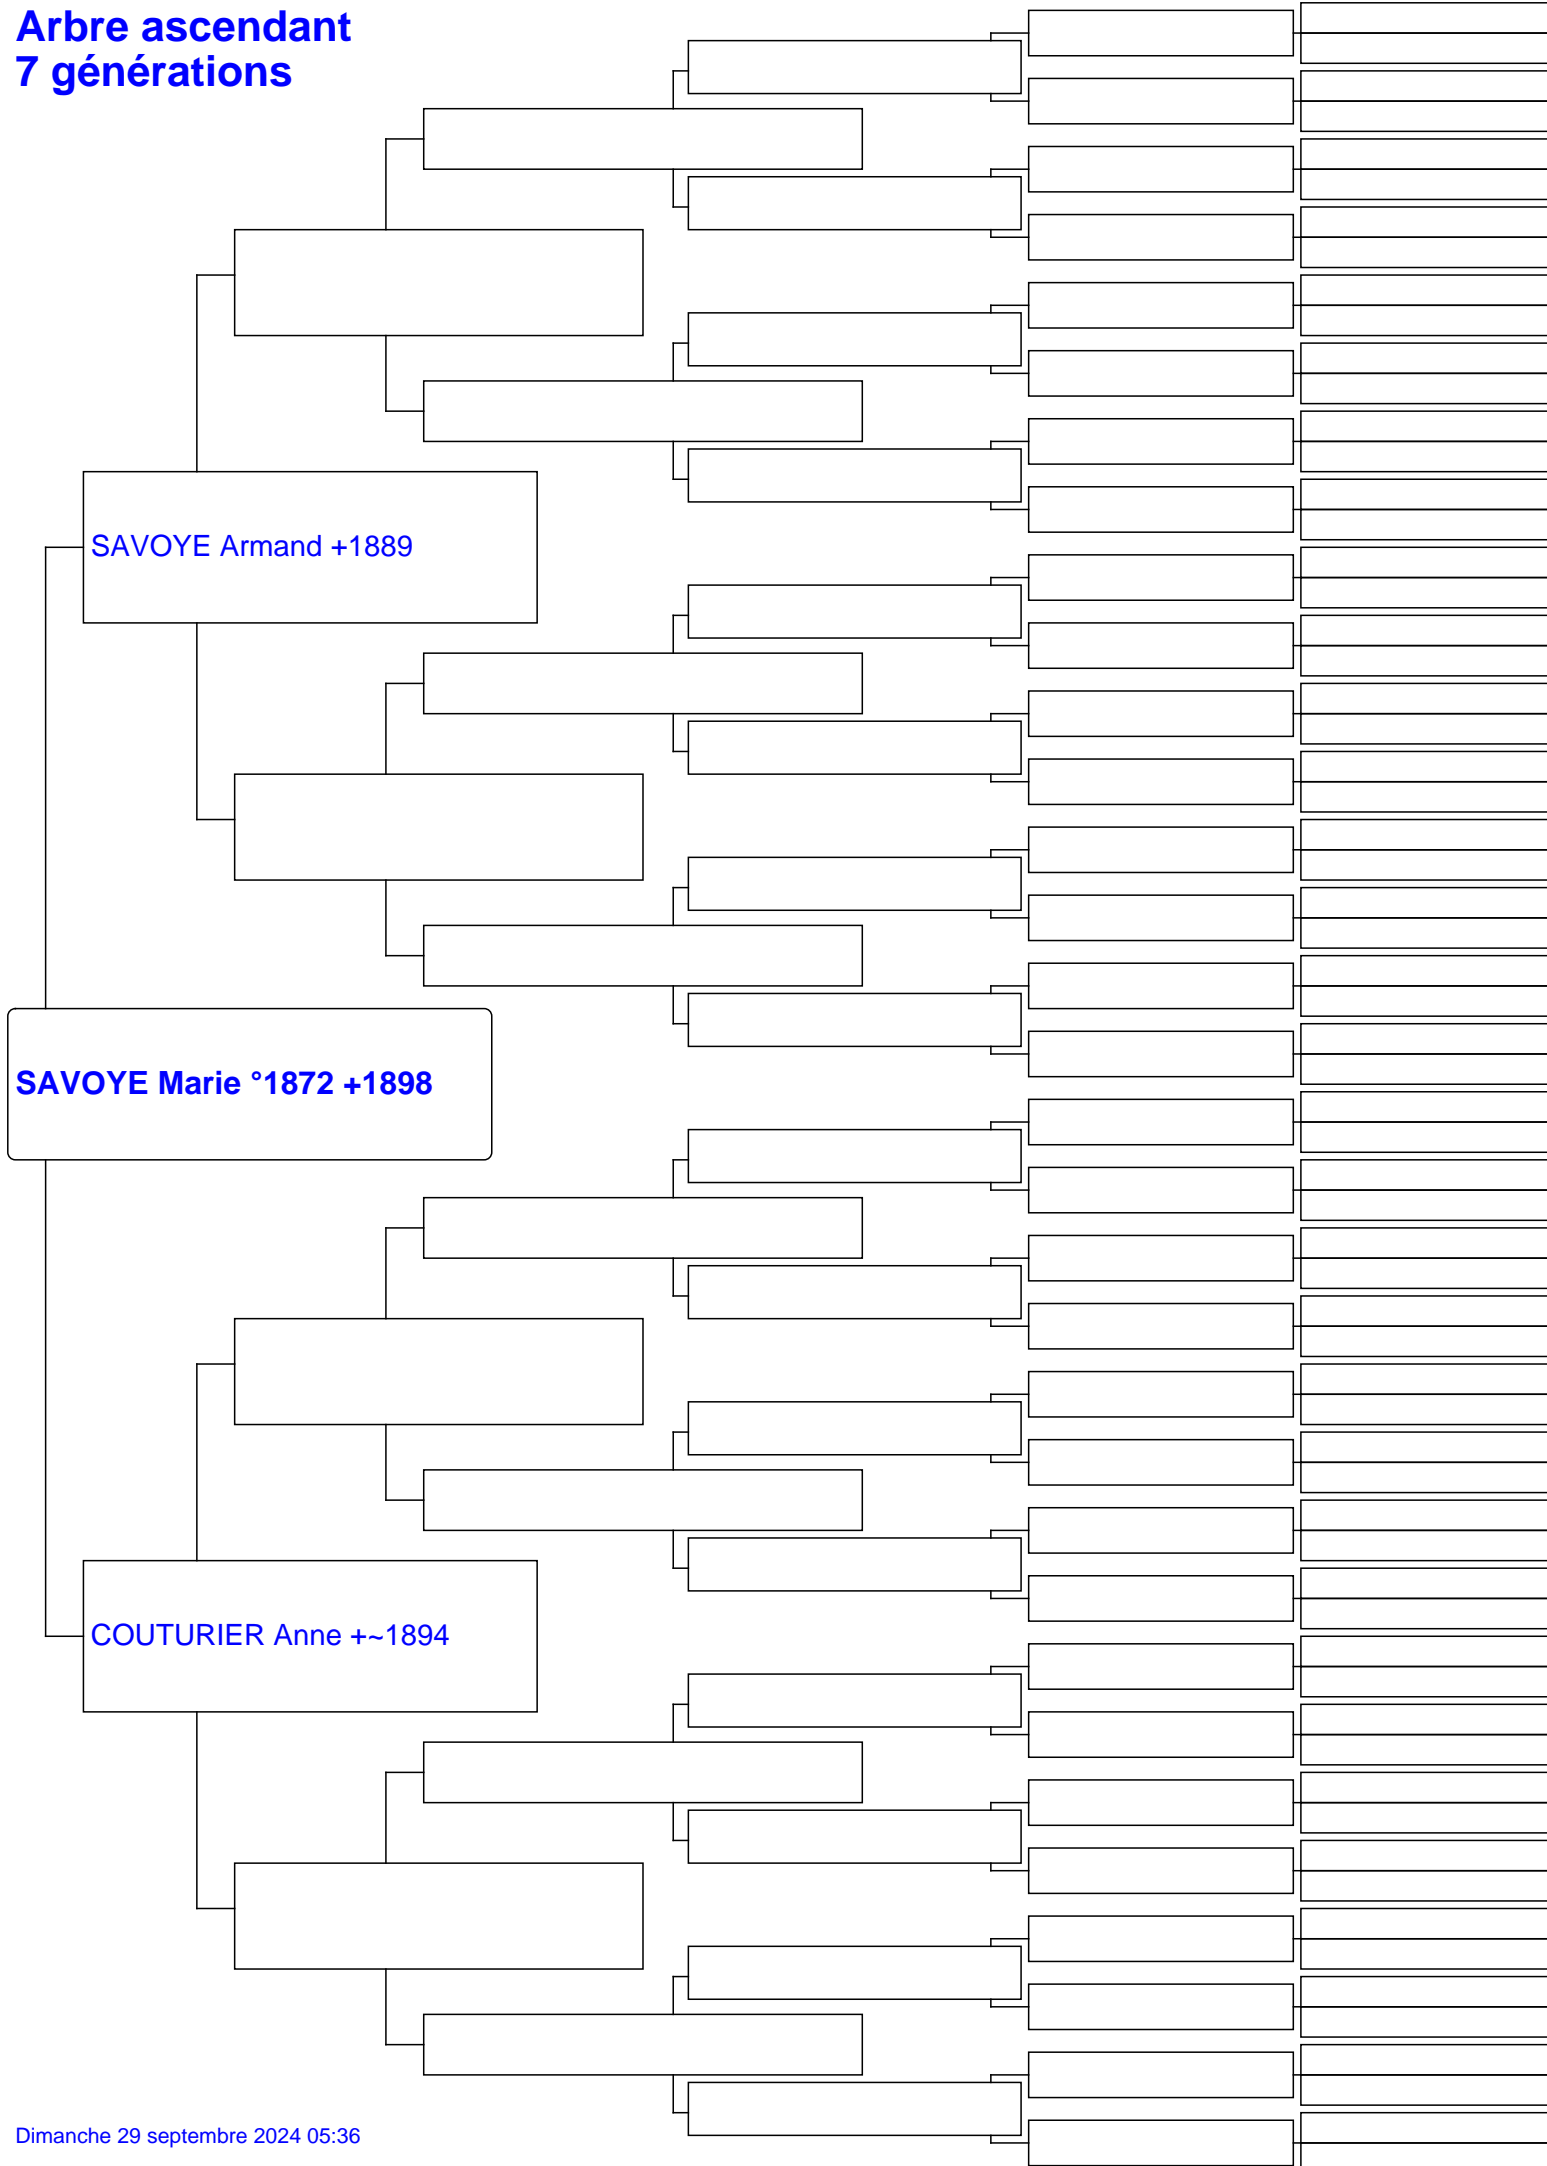 Arbre ascendant
7 générations
SAVOYE Armand +1889
SAVOYE Marie °1872 +1898
COUTURIER Anne +~1894
Dimanche 29 septembre 2024 05:36